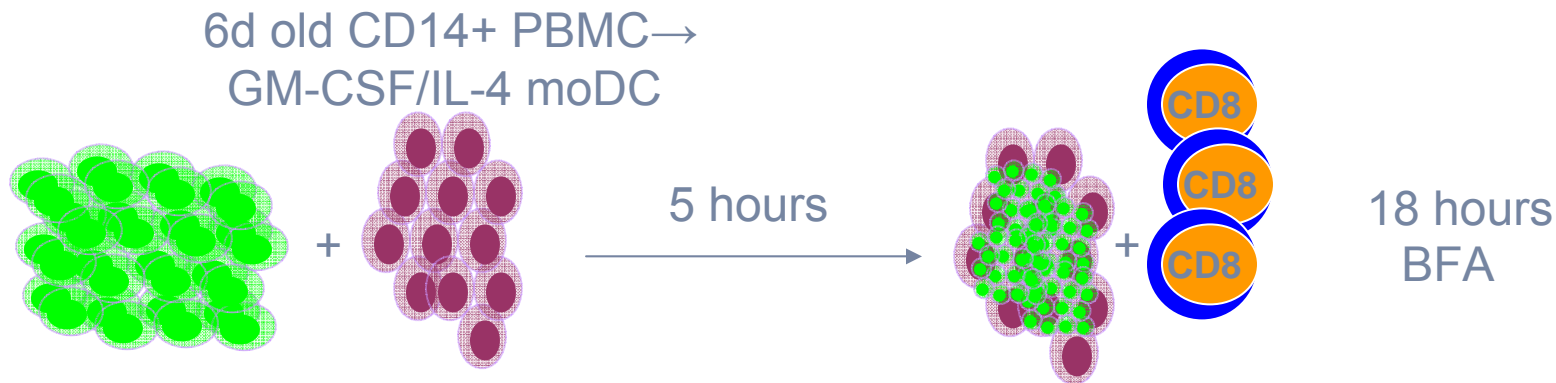 6d old CD14+ PBMC→
GM-CSF/IL-4 moDC
+
5 hours
+
CD8
CD8
CD8
18 hours
BFA